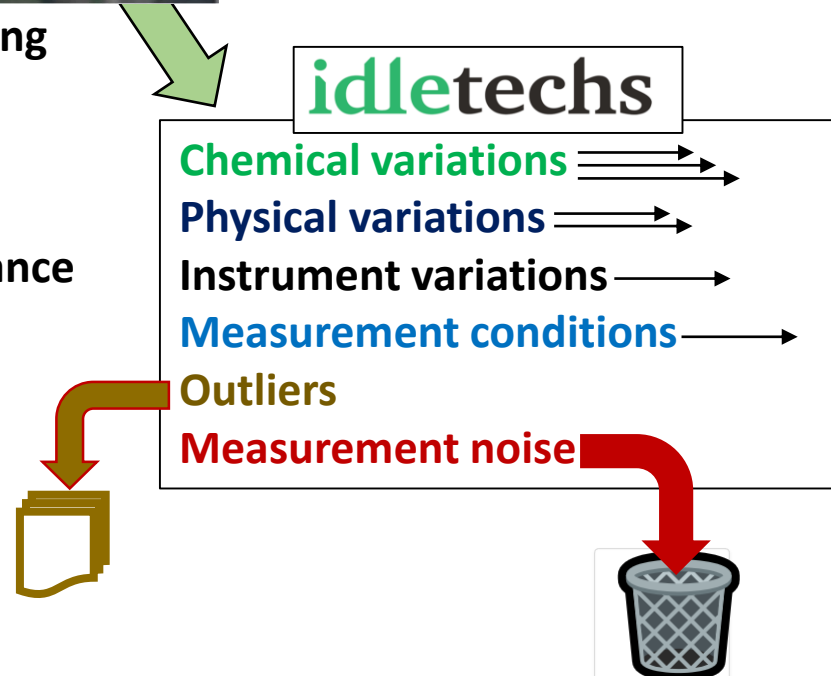 ng
idletechs
Chemical variations
Physical variations
ance
Instrument variations
Measurement conditions
Outliers
Measurement noise